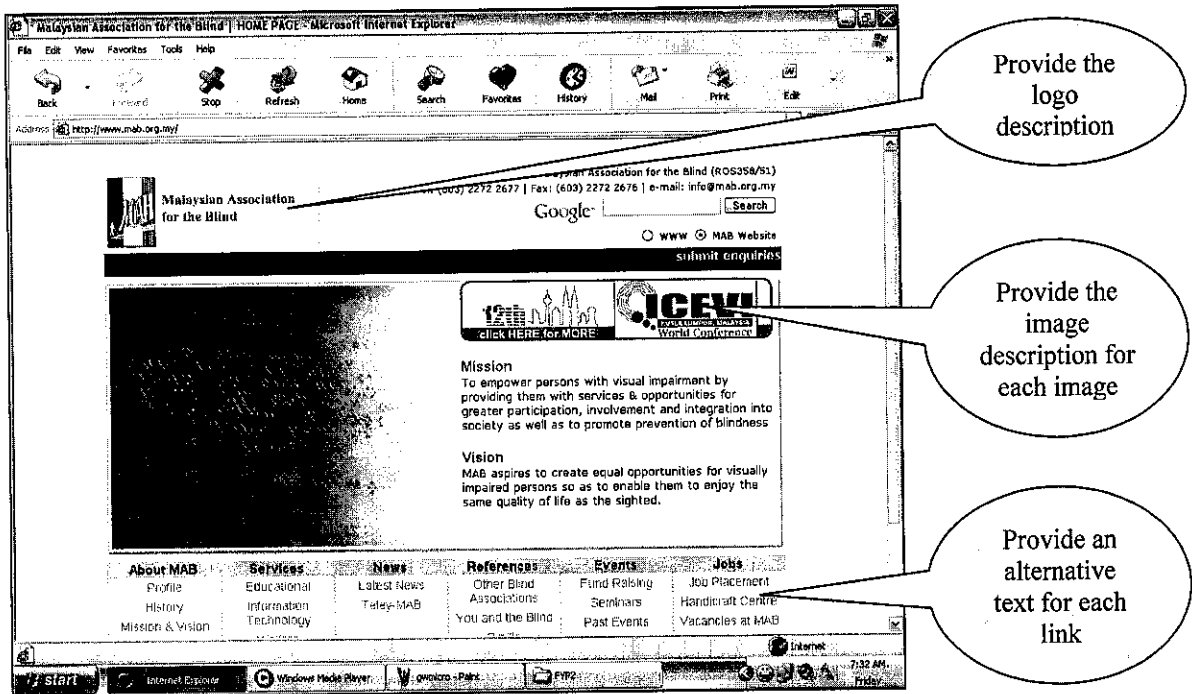 Malaysian Association for the Blind | HOME PAGE - Microsoft Internet Explorer
File Edit View Favorites Tools Help
Back Forward Stop Refresh Home Search Favorites History Mail Print Edit
Address http://www.mab.org.my/
Provide the
logo
description
Association for the Blind (ROS358/51)
(603) 2272 2677 | Fax: (603) 2272 2676 | e-mail: info@mab.org.my
MAB
Malaysian Association
for the Blind
Google Search
www MAB Website
submit enquiries
12th
click HERE for MORE
ICEVI
KUALA LUMPUR, MALAYSIA
World Conference
Provide the
image
description for
each image
Mission
To empower persons with visual impairment by
providing them with services & opportunities for
greater participation, involvement and integration into
society as well as to promote prevention of blindness
Vision
MAB aspires to create equal opportunities for visually
impaired persons so as to enable them to enjoy the
same quality of life as the sighted.
Provide an
alternative
text for each
link
About MAB Services News References Events Jobs
Profile Educational Latest News Other Blind Fund Raising Job Placement
Associations
History Information Teley-MAB Seminars Handicraft Centre
Mission & Vision Technology You and the Blind Past Events Vacancies at MAB
Internet
start Internet Explorer Windows Media Player gwmicro - Paint FYP2 7:32 AM
Friday